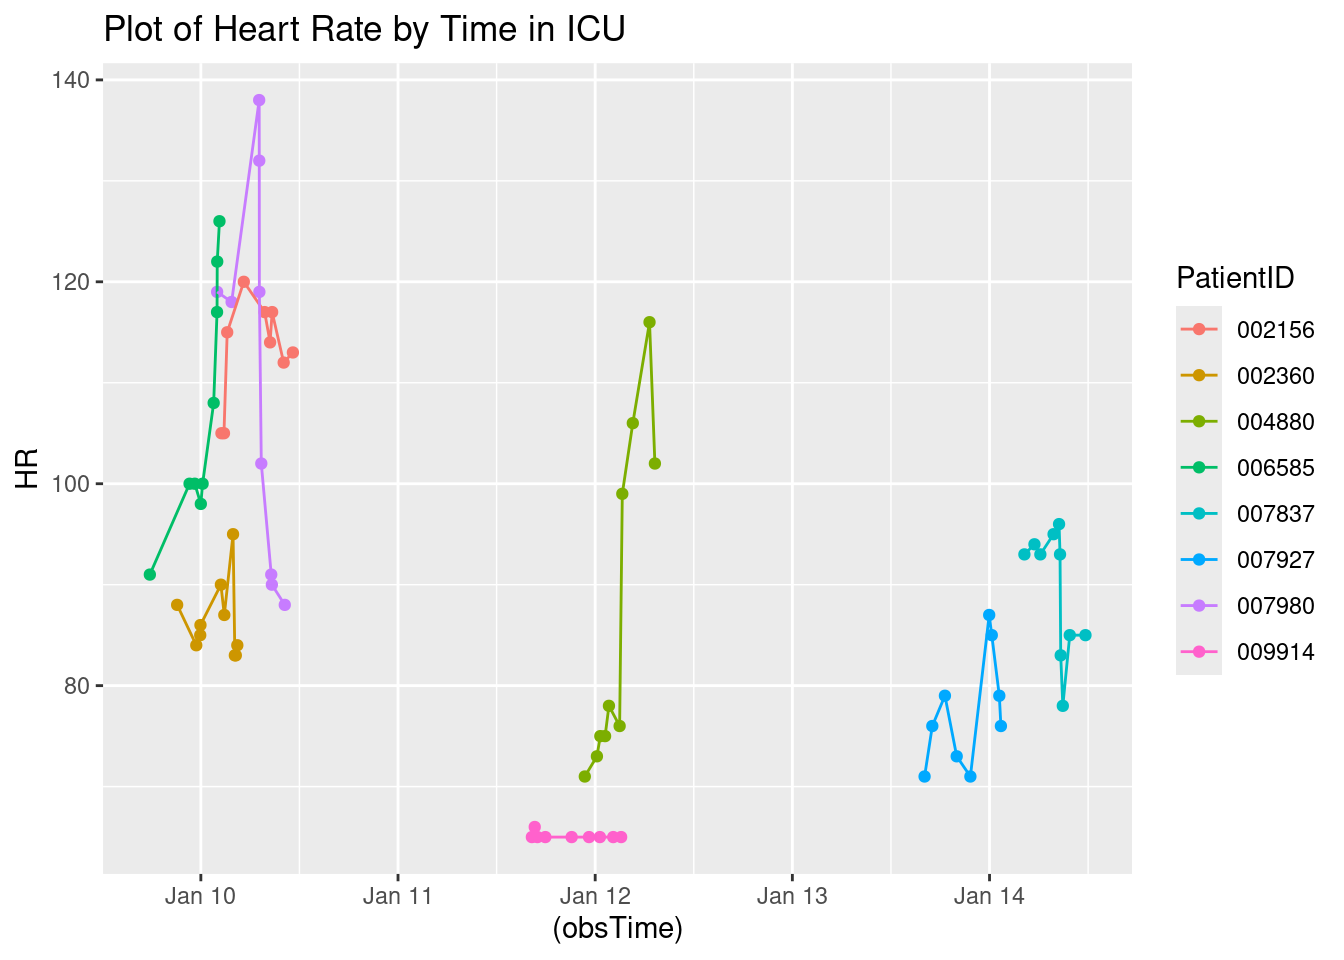 Plot of Heart Rate by Time in ICU
140
120
100
80
HR
Jan 10
Jan 11
Jan 12
Jan 13
Jan 14
(obsTime)
PatientID
002156
002360
004880
006585
007837
007927
007980
009914